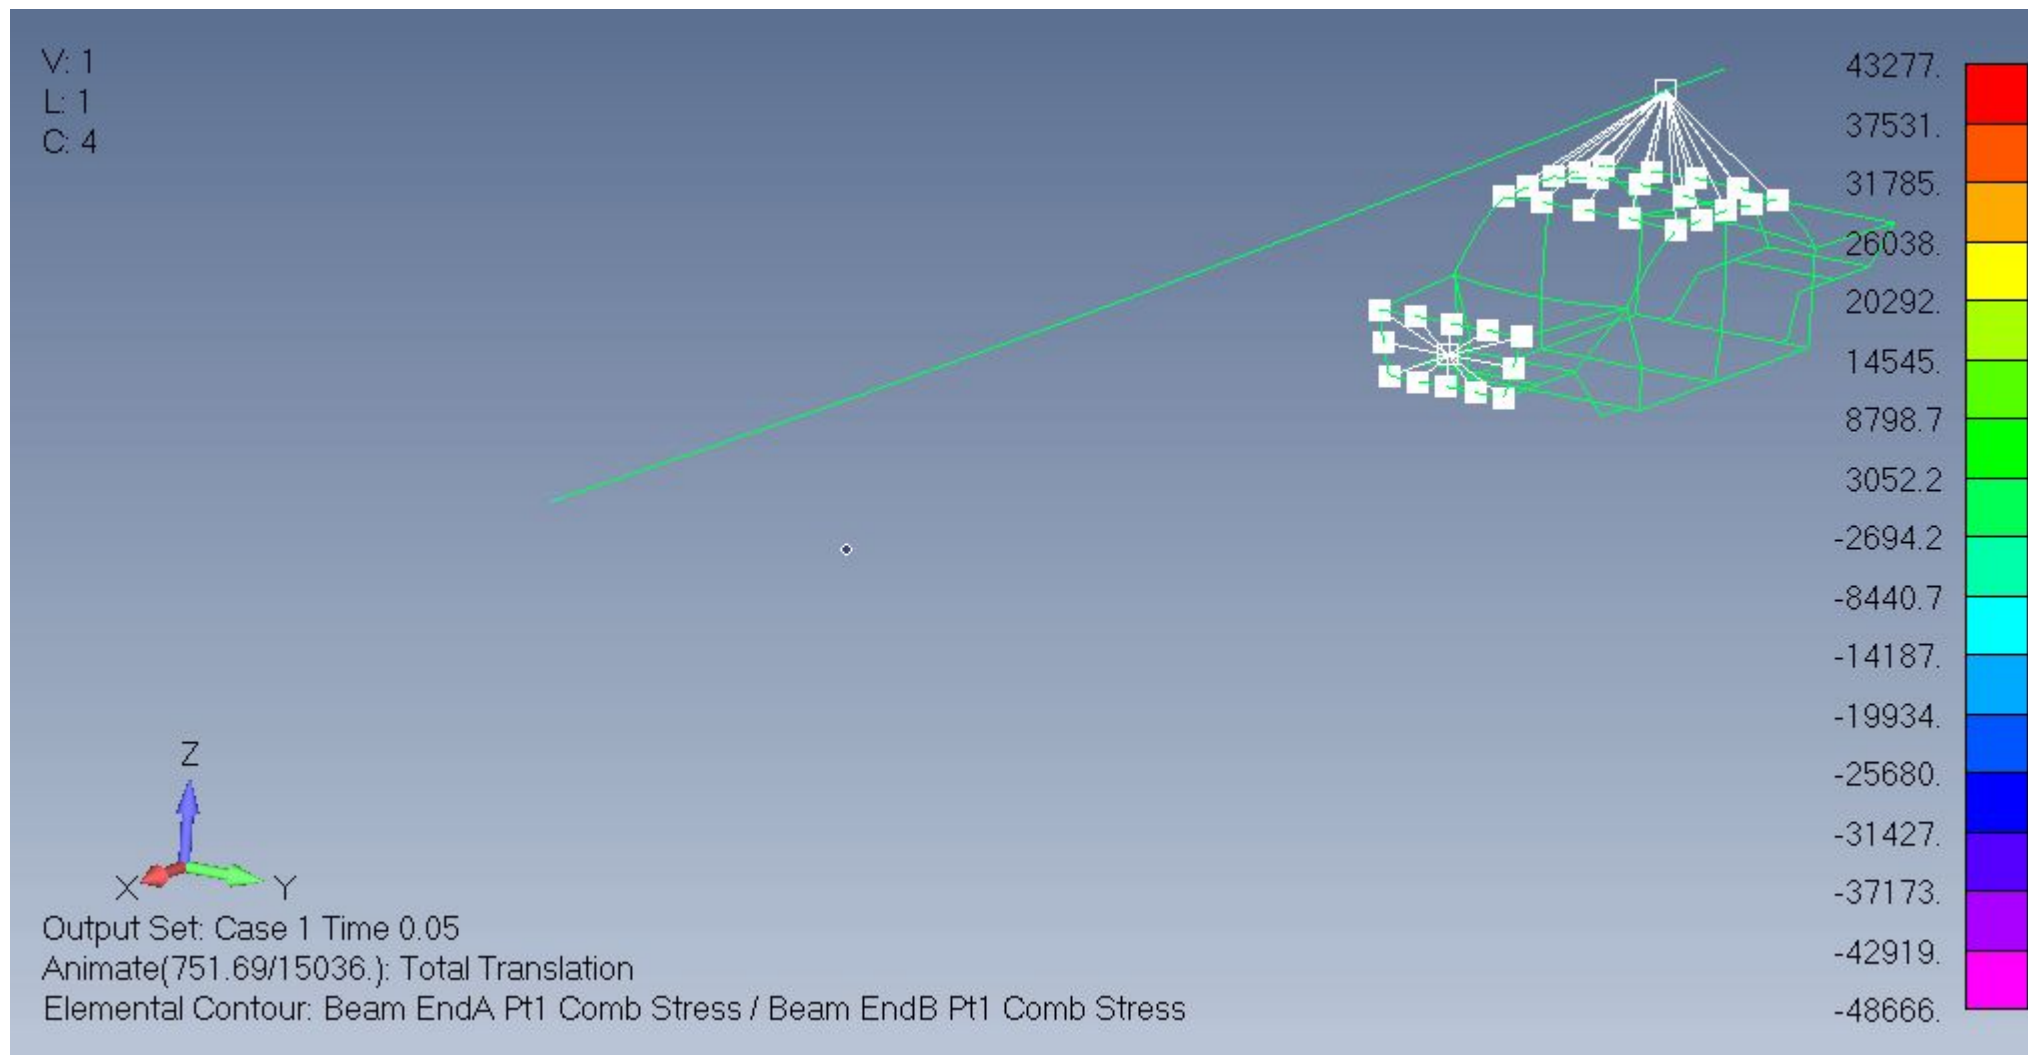 V: 1
L: 1
C: 4
43277.
37531.
31785.
26038.
20292.
14545.
8798.7
3052.2
-2694.2
-8440.7
-14187.
-19934.
-25680.
-31427.
-37173.
-42919.
-48666.
Z
X
Y
Output Set: Case 1 Time 0.05
Animate(751.69/15036.): Total Translation
Elemental Contour: Beam EndA Pt1 Comb Stress / Beam EndB Pt1 Comb Stress